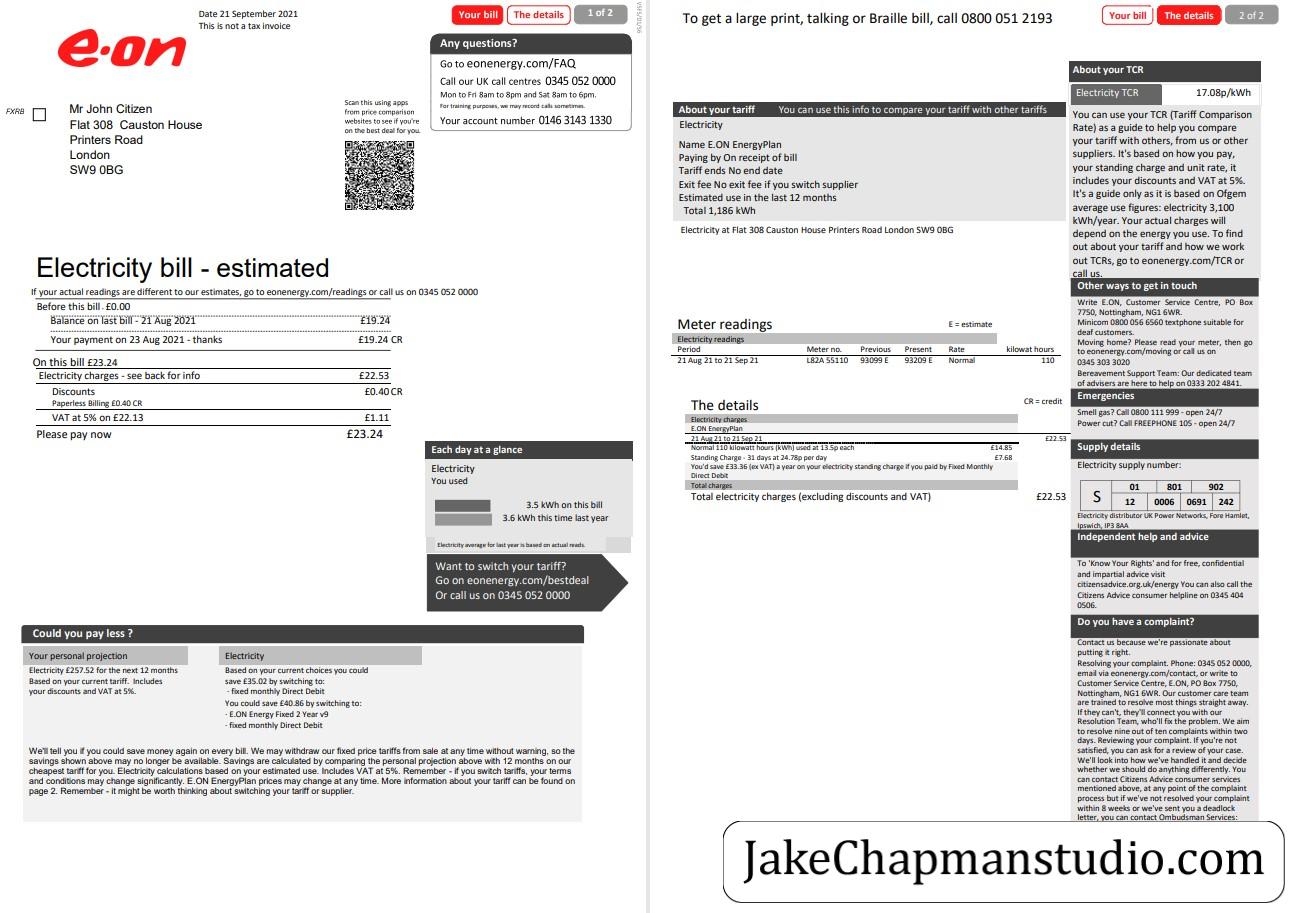 Date 21 September 2021
This is not a tax invoice
Your bill
The details
1 of 2
e·on
Any questions?
Go to eonenergy.com/FAQ
Call our UK call centres 0345 052 0000
Mon to Fri 8am to 8pm and Sat 8am to 6pm.
For training purposes, we may record calls sometimes.
Your account number 0146 3143 1330
FXRB
Mr John Citizen
Flat 308 Causton House
Printers Road
London
SW9 0BG
Scan this using apps
from price comparison
websites to see if you're
on the best deal for you.
Electricity bill - estimated
If your actual readings are different to our estimates, go to eonenergy.com/readings or call us on 0345 052 0000
Before this bill £0.00
Balance on last bill - 21 Aug 2021 £19.24
Your payment on 23 Aug 2021 - thanks £19.24 CR
On this bill £23.24
Electricity charges - see back for info £22.53
Discounts £0.40 CR
Paperless Billing £0.40 CR
VAT at 5% on £22.13 £1.11
Please pay now £23.24
Each day at a glance
Electricity
You used
3.5 kWh on this bill
3.6 kWh this time last year
Electricity average for last year is based on actual reads.
Want to switch your tariff?
Go on eonenergy.com/bestdeal
Or call us on 0345 052 0000
Could you pay less ?
Your personal projection
Electricity £257.52 for the next 12 months
Based on your current tariff. Includes
your discounts and VAT at 5%.
Electricity
Based on your current choices you could
save £35.02 by switching to:
- fixed monthly Direct Debit
You could save £40.86 by switching to:
- E.ON Energy Fixed 2 Year v9
- fixed monthly Direct Debit
We'll tell you if you could save money again on every bill. We may withdraw our fixed price tariffs from sale at any time without warning, so the
savings shown above may no longer be available. Savings are calculated by comparing the personal projection above with 12 months on our
cheapest tariff for you. Electricity calculations based on your estimated use. Includes VAT at 5%. Remember - if you switch tariffs, your terms
and conditions may change significantly. E.ON EnergyPlan prices may change at any time. More information about your tariff can be found on
page 2. Remember - it might be worth thinking about switching your tariff or supplier.
To get a large print, talking or Braille bill, call 0800 051 2193
Your bill
The details
2 of 2
About your tariff You can use this info to compare your tariff with other tariffs
Electricity
Name E.ON EnergyPlan
Paying by On receipt of bill
Tariff ends No end date
Exit fee No exit fee if you switch supplier
Estimated use in the last 12 months
Total 1,186 kWh
Electricity at Flat 308 Causton House Printers Road London SW9 0BG
Meter readings E = estimate
Electricity readings
Period Meter no. Previous Present Rate kilowat hours
21 Aug 21 to 21 Sep 21 L82A 55110 93099 E 93209 E Normal 110
The details CR = credit
Electricity charges
E.ON EnergyPlan
21 Aug 21 to 21 Sep 21 £22.53
Normal 110 kilowatt hours (kWh) used at 13.5p each £14.85
Standing Charge - 31 days at 24.78p per day £7.68
You'd save £33.36 (ex VAT) a year on your electricity standing charge if you paid by Fixed Monthly
Direct Debit
Total charges
Total electricity charges (excluding discounts and VAT) £22.53
About your TCR
Electricity TCR 17.08p/kWh
You can use your TCR (Tariff Comparison
Rate) as a guide to help you compare
your tariff with others, from us or other
suppliers. It's based on how you pay,
your standing charge and unit rate, it
includes your discounts and VAT at 5%.
It's a guide only as it is based on Ofgem
average use figures: electricity 3,100
kWh/year. Your actual charges will
depend on the energy you use. To find
out about your tariff and how we work
out TCRs, go to eonenergy.com/TCR or
call us.
Other ways to get in touch
Write E.ON, Customer Service Centre, PO Box
7750, Nottingham, NG1 6WR.
Minicom 0800 056 6560 textphone suitable for
deaf customers.
Moving home? Please read your meter, then go
to eonenergy.com/moving or call us on
0345 303 3020
Bereavement Support Team: Our dedicated team
of advisers are here to help on 0333 202 4841.
Emergencies
Smell gas? Call 0800 111 999 - open 24/7
Power cut? Call FREEPHONE 105 - open 24/7
Supply details
Electricity supply number:
S 01 801 902
12 0006 0691 242
Electricity distributor UK Power Networks, Fore Hamlet,
Ipswich, IP3 8AA
Independent help and advice
To 'Know Your Rights' and for free, confidential
and impartial advice visit
citizensadvice.org.uk/energy You can also call the
Citizens Advice consumer helpline on 0345 404
0506.
Do you have a complaint?
Contact us because we're passionate about
putting it right.
Resolving your complaint. Phone: 0345 052 0000,
email via eonenergy.com/contact, or write to
Customer Service Centre, E.ON, PO Box 7750,
Nottingham, NG1 6WR. Our customer care team
are trained to resolve most things straight away.
If they can't, they'll connect you with our
Resolution Team, who'll fix the problem. We aim
to resolve nine out of ten complaints within two
days. Reviewing your complaint. If you're not
satisfied, you can ask for a review of your case.
We'll look into how we've handled it and decide
whether we should do anything differently. You
can contact Citizens Advice consumer services
mentioned above, at any point of the complaint
process but if we've not resolved your complaint
within 8 weeks or we've sent you a deadlock
letter, you can contact Ombudsman Services:
JakeChapmanstudio.com